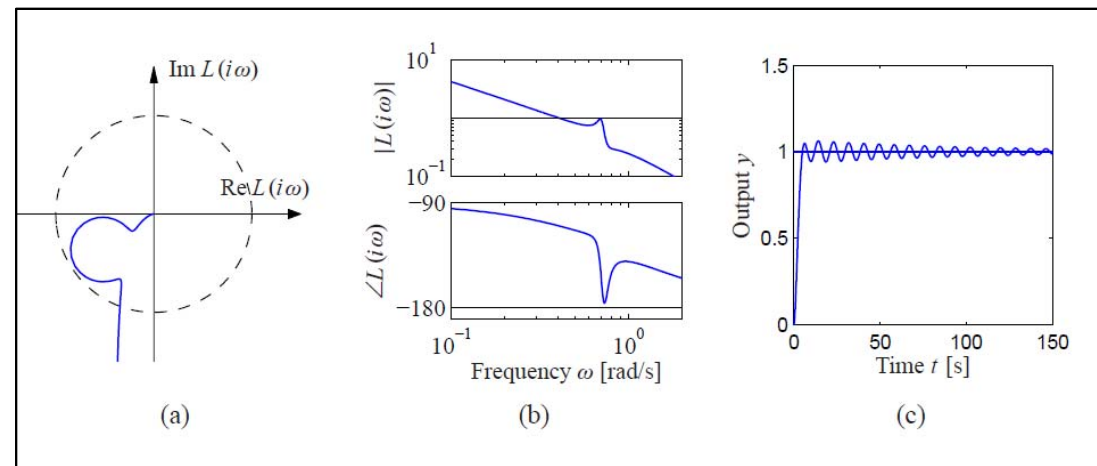 Im L(iω)
Re L(iω)
(a)
|L(iω)|
10^1
10^{-1}
∠L(iω)
−90
−180
10^{-1}
10^0
Frequency ω [rad/s]
(b)
Output y
1.5
1
0.5
0
0
50
100
150
Time t [s]
(c)